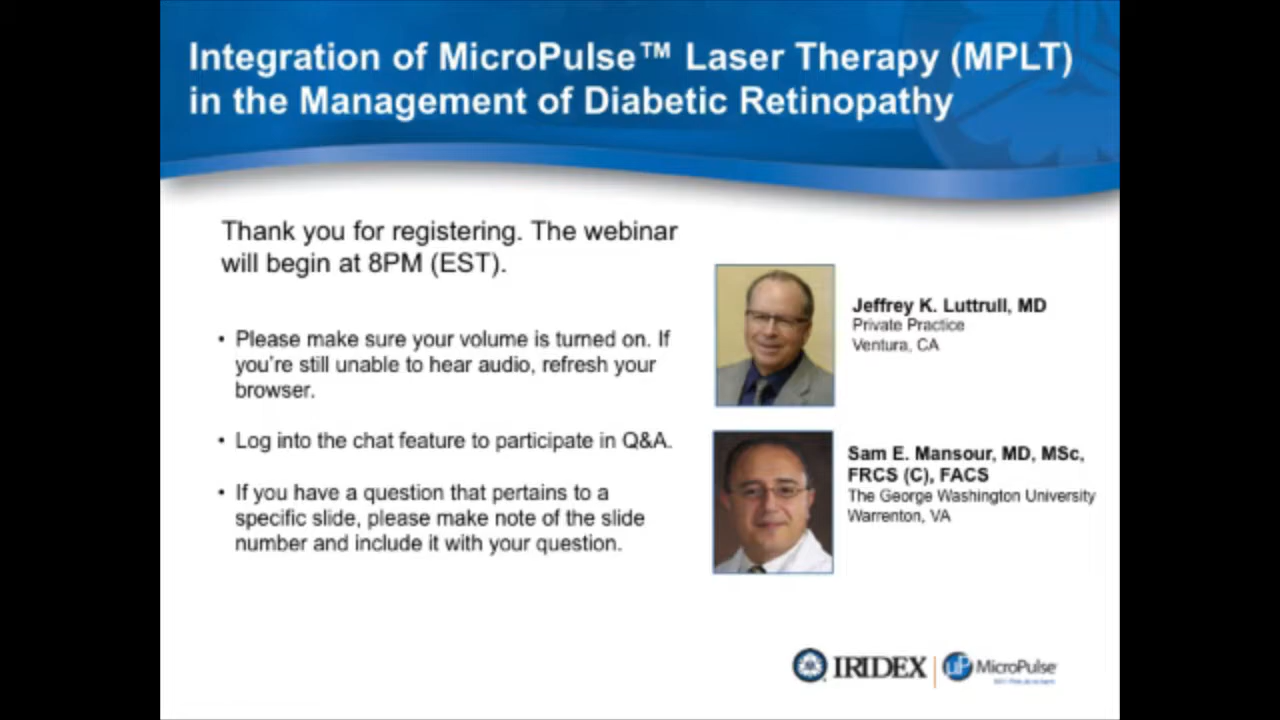 Integration of MicroPulse™ Laser Therapy (MPLT)
in the Management of Diabetic Retinopathy
Thank you for registering. The webinar
will begin at 8PM (EST).
• Please make sure your volume is turned on. If
you're still unable to hear audio, refresh your
browser.
• Log into the chat feature to participate in Q&A.
• If you have a question that pertains to a
specific slide, please make note of the slide
number and include it with your question.
Jeffrey K. Luttrull, MD
Private Practice
Ventura, CA
Sam E. Mansour, MD, MSc,
FRCS (C), FACS
The George Washington University
Warrenton, VA
IRIDEX
µP MicroPulse